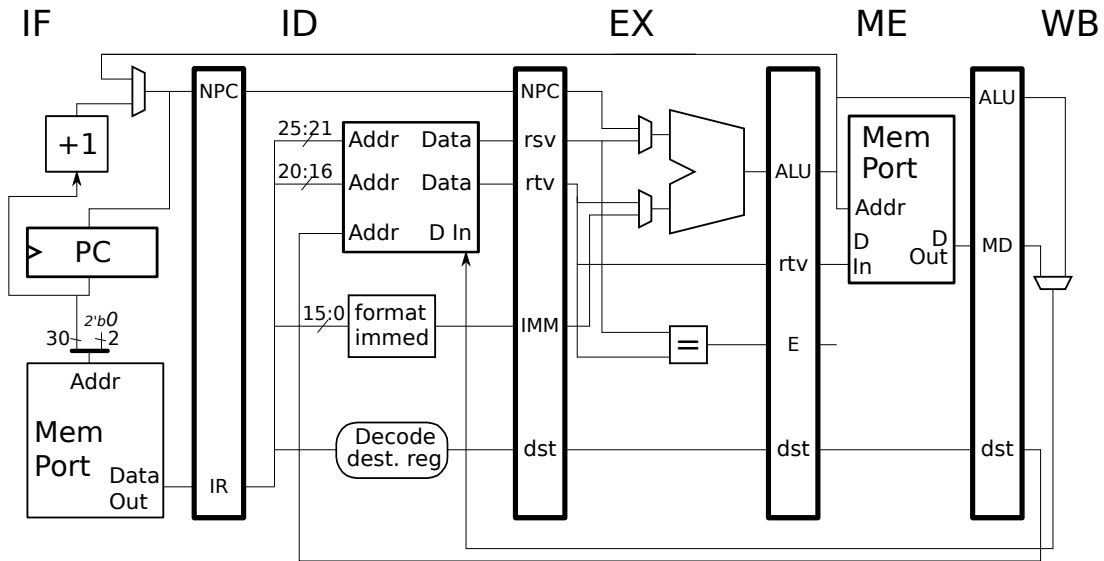 IF
ID
EX
ME
WB
+1
PC
30
2'b0
2
Addr
Mem
Port
Data
Out
NPC
IR
25:21
20:16
15:0
Addr Data
Addr Data
Addr D In
format
immed
Decode
dest. reg
NPC
rsv
rtv
IMM
dst
=
ALU
rtv
E
dst
Mem
Port
Addr
D
In
D
Out
ALU
MD
dst